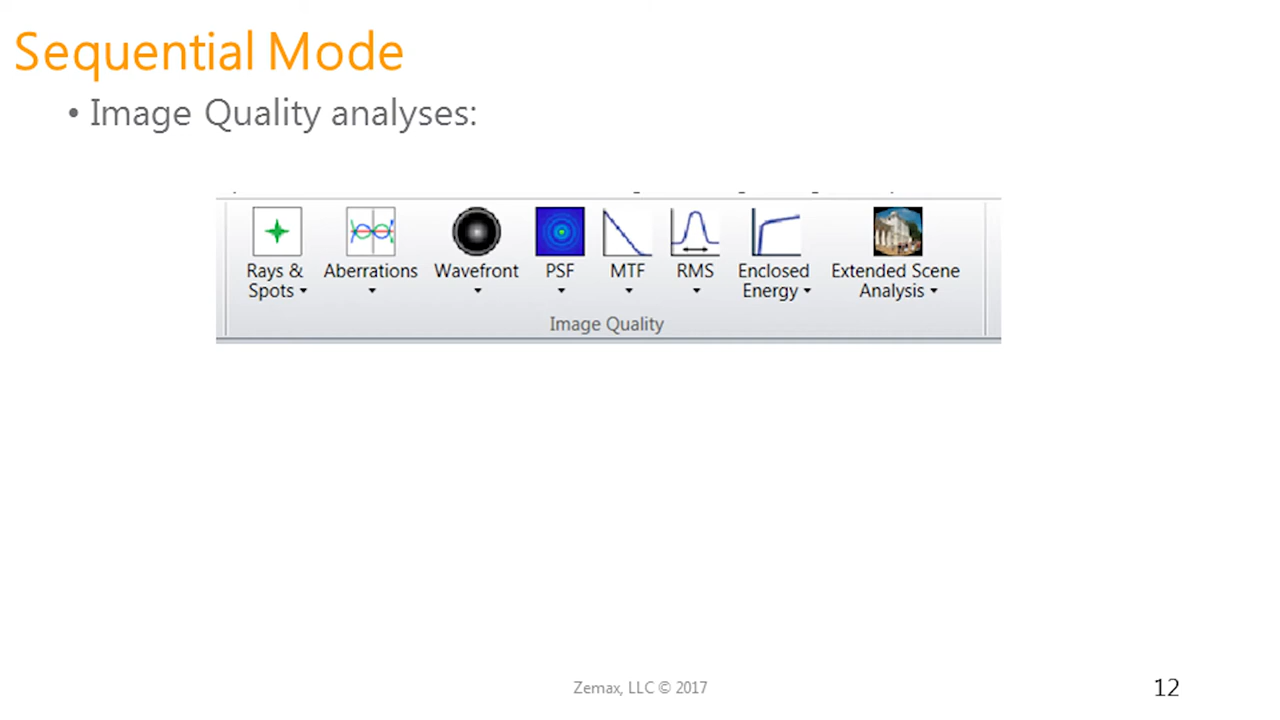 Sequential Mode
• Image Quality analyses:
Rays & Aberrations Wavefront PSF MTF RMS Enclosed Extended Scene
Spots Energy Analysis
Image Quality
Zemax, LLC © 2017
12